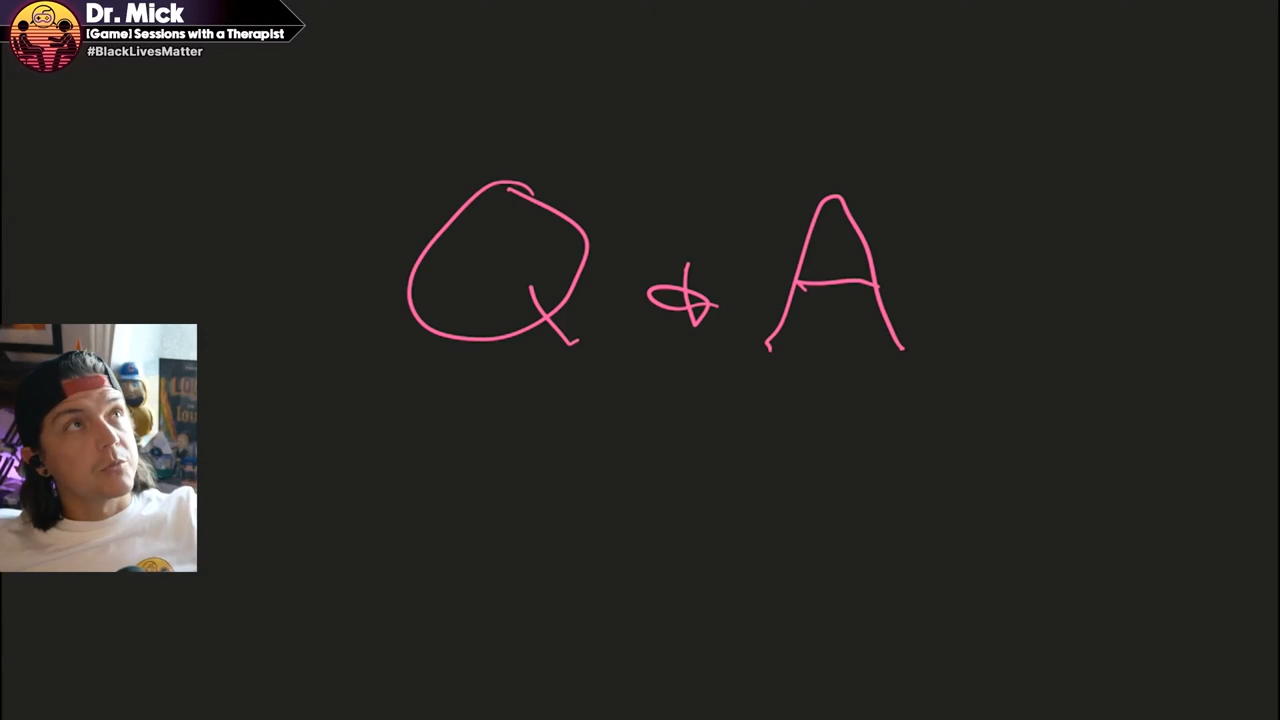 Dr. Mick
[Game] Sessions with a Therapist
#BlackLivesMatter
Q & A